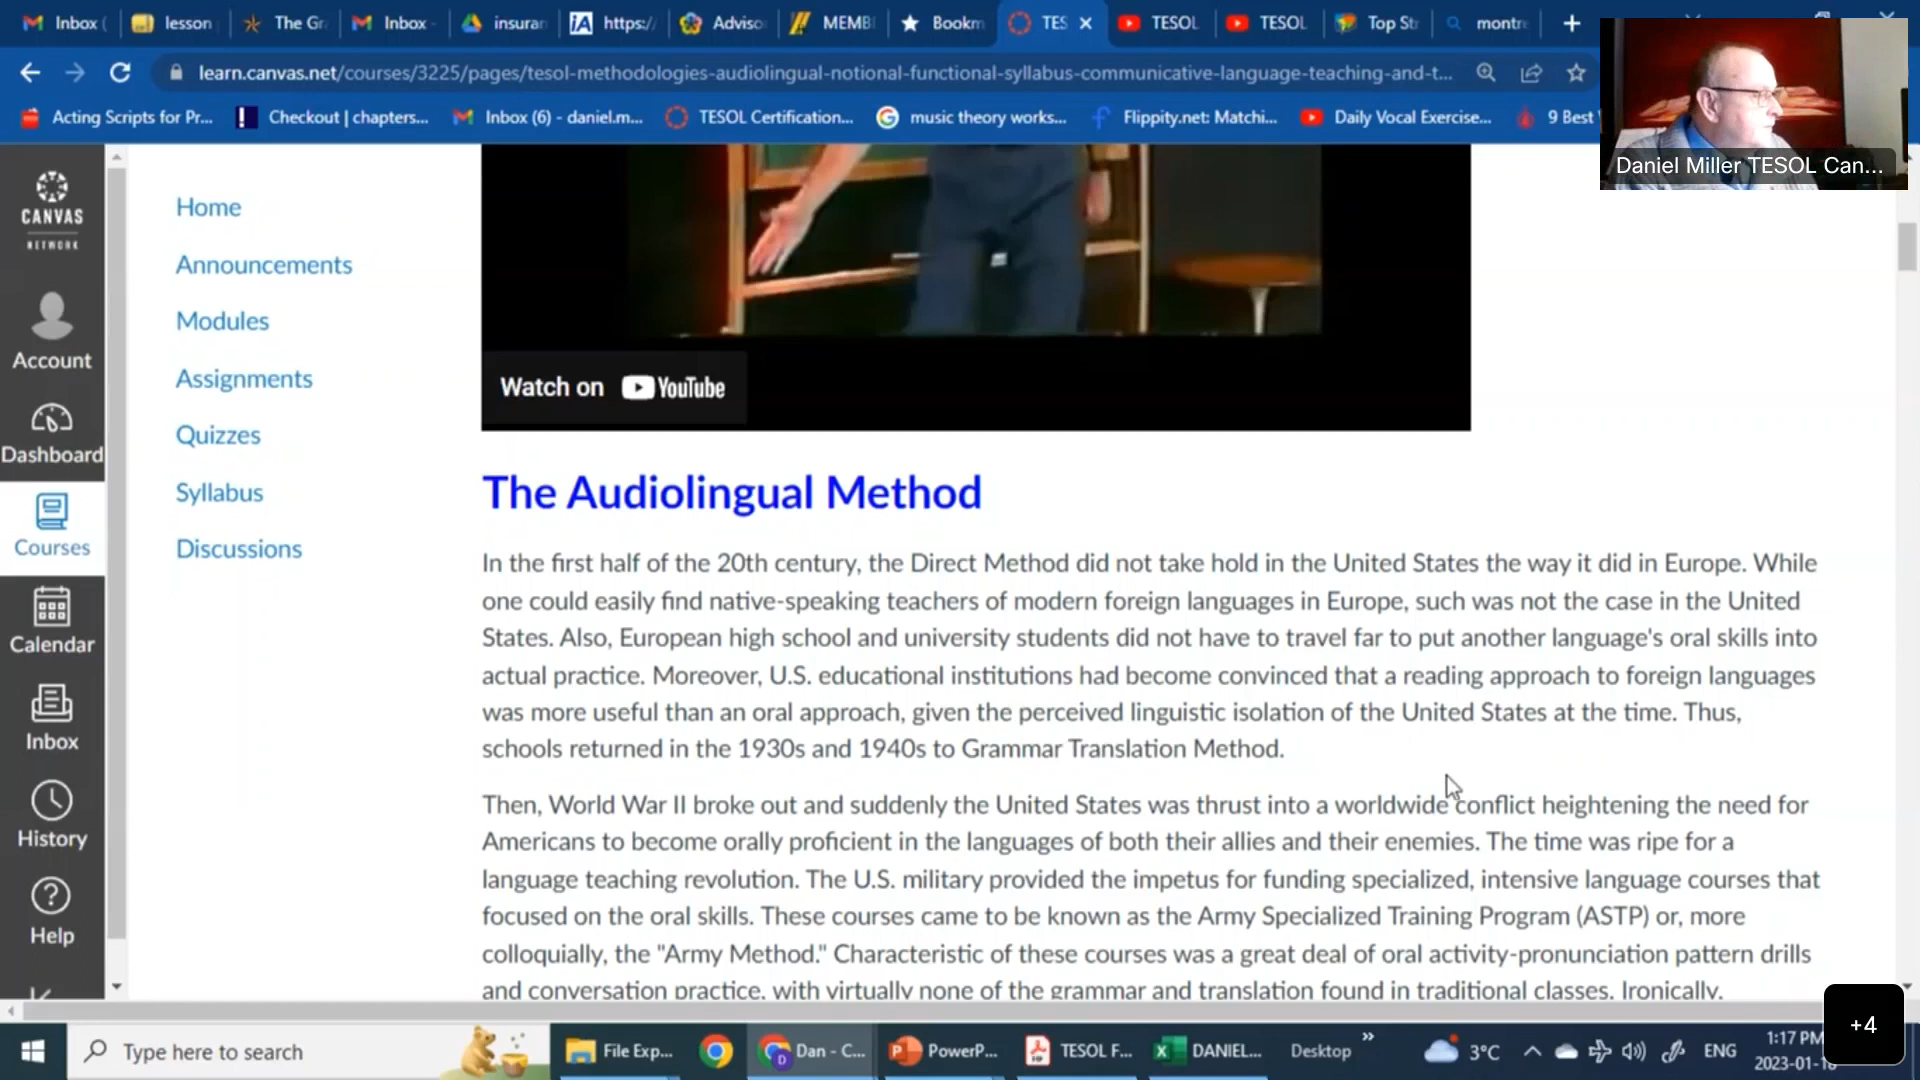 Inbox (
lesson
The Gr
Inbox -
insura
iA
https:/
Adviso
MEMB
Bookm
TES
TESOL
TESOL
Top St
montr
learn.canvas.net/courses/3225/pages/tesol-methodologies-audiolingual-notional-functional-syllabus-communicative-language-teaching-and-t...
Acting Scripts for Pr...
Checkout | chapters...
Inbox (6) - daniel.m...
TESOL Certification...
music theory works...
Flippity.net: Matchi...
Daily Vocal Exercise...
9 Best
Daniel Miller TESOL Can...
CANVAS
NETWORK
Account
Dashboard
Courses
Calendar
Inbox
History
Help
Home
Announcements
Modules
Assignments
Quizzes
Syllabus
Discussions
Watch on YouTube
The Audiolingual Method
In the first half of the 20th century, the Direct Method did not take hold in the United States the way it did in Europe. While
one could easily find native-speaking teachers of modern foreign languages in Europe, such was not the case in the United
States. Also, European high school and university students did not have to travel far to put another language's oral skills into
actual practice. Moreover, U.S. educational institutions had become convinced that a reading approach to foreign languages
was more useful than an oral approach, given the perceived linguistic isolation of the United States at the time. Thus,
schools returned in the 1930s and 1940s to Grammar Translation Method.
Then, World War II broke out and suddenly the United States was thrust into a worldwide conflict heightening the need for
Americans to become orally proficient in the languages of both their allies and their enemies. The time was ripe for a
language teaching revolution. The U.S. military provided the impetus for funding specialized, intensive language courses that
focused on the oral skills. These courses came to be known as the Army Specialized Training Program (ASTP) or, more
colloquially, the "Army Method." Characteristic of these courses was a great deal of oral activity-pronunciation pattern drills
and conversation practice, with virtually none of the grammar and translation found in traditional classes. Ironically,
+4
Type here to search
File Exp...
Dan - C...
PowerP...
TESOL F...
DANIEL...
Desktop
3°C
ENG
1:17 PM
2023-01-1